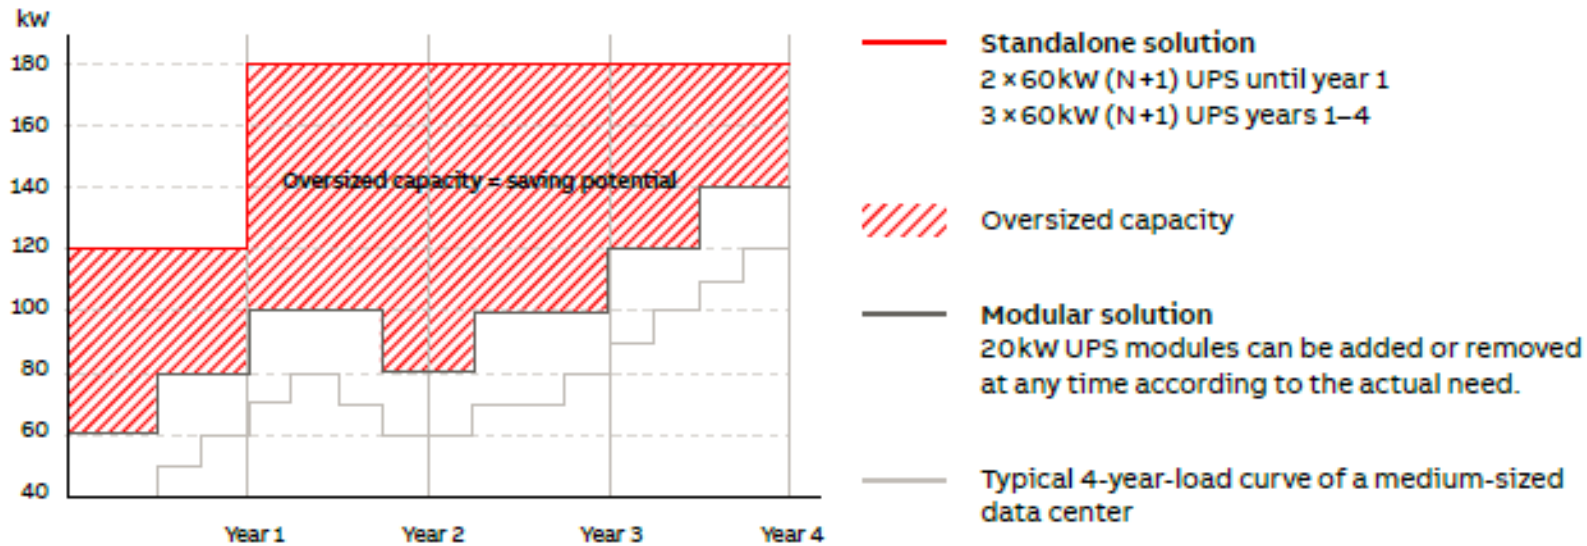 kW
180
160
140
120
100
80
60
40
Oversized capacity = saving potential
Year 1
Year 2
Year 3
Year 4
Standalone solution
2 × 60 kW (N +1) UPS until year 1
3 × 60 kW (N +1) UPS years 1–4
Oversized capacity
Modular solution
20 kW UPS modules can be added or removed
at any time according to the actual need.
Typical 4-year-load curve of a medium-sized
data center